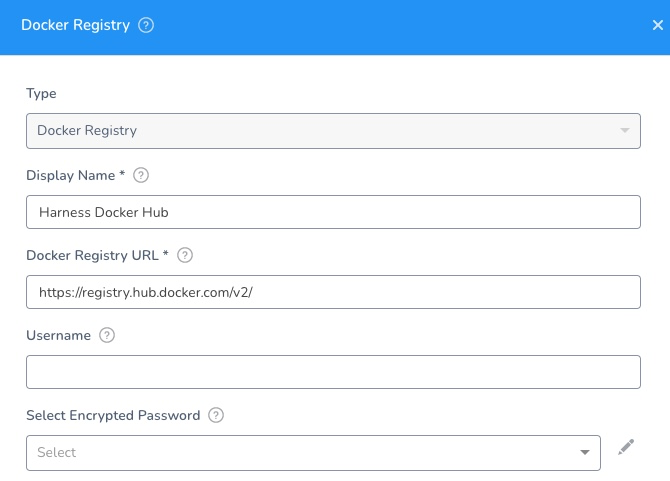 Docker Registry ?
Type
Docker Registry
Display Name * ?
Harness Docker Hub
Docker Registry URL * ?
https://registry.hub.docker.com/v2/
Username ?
Select Encrypted Password ?
Select